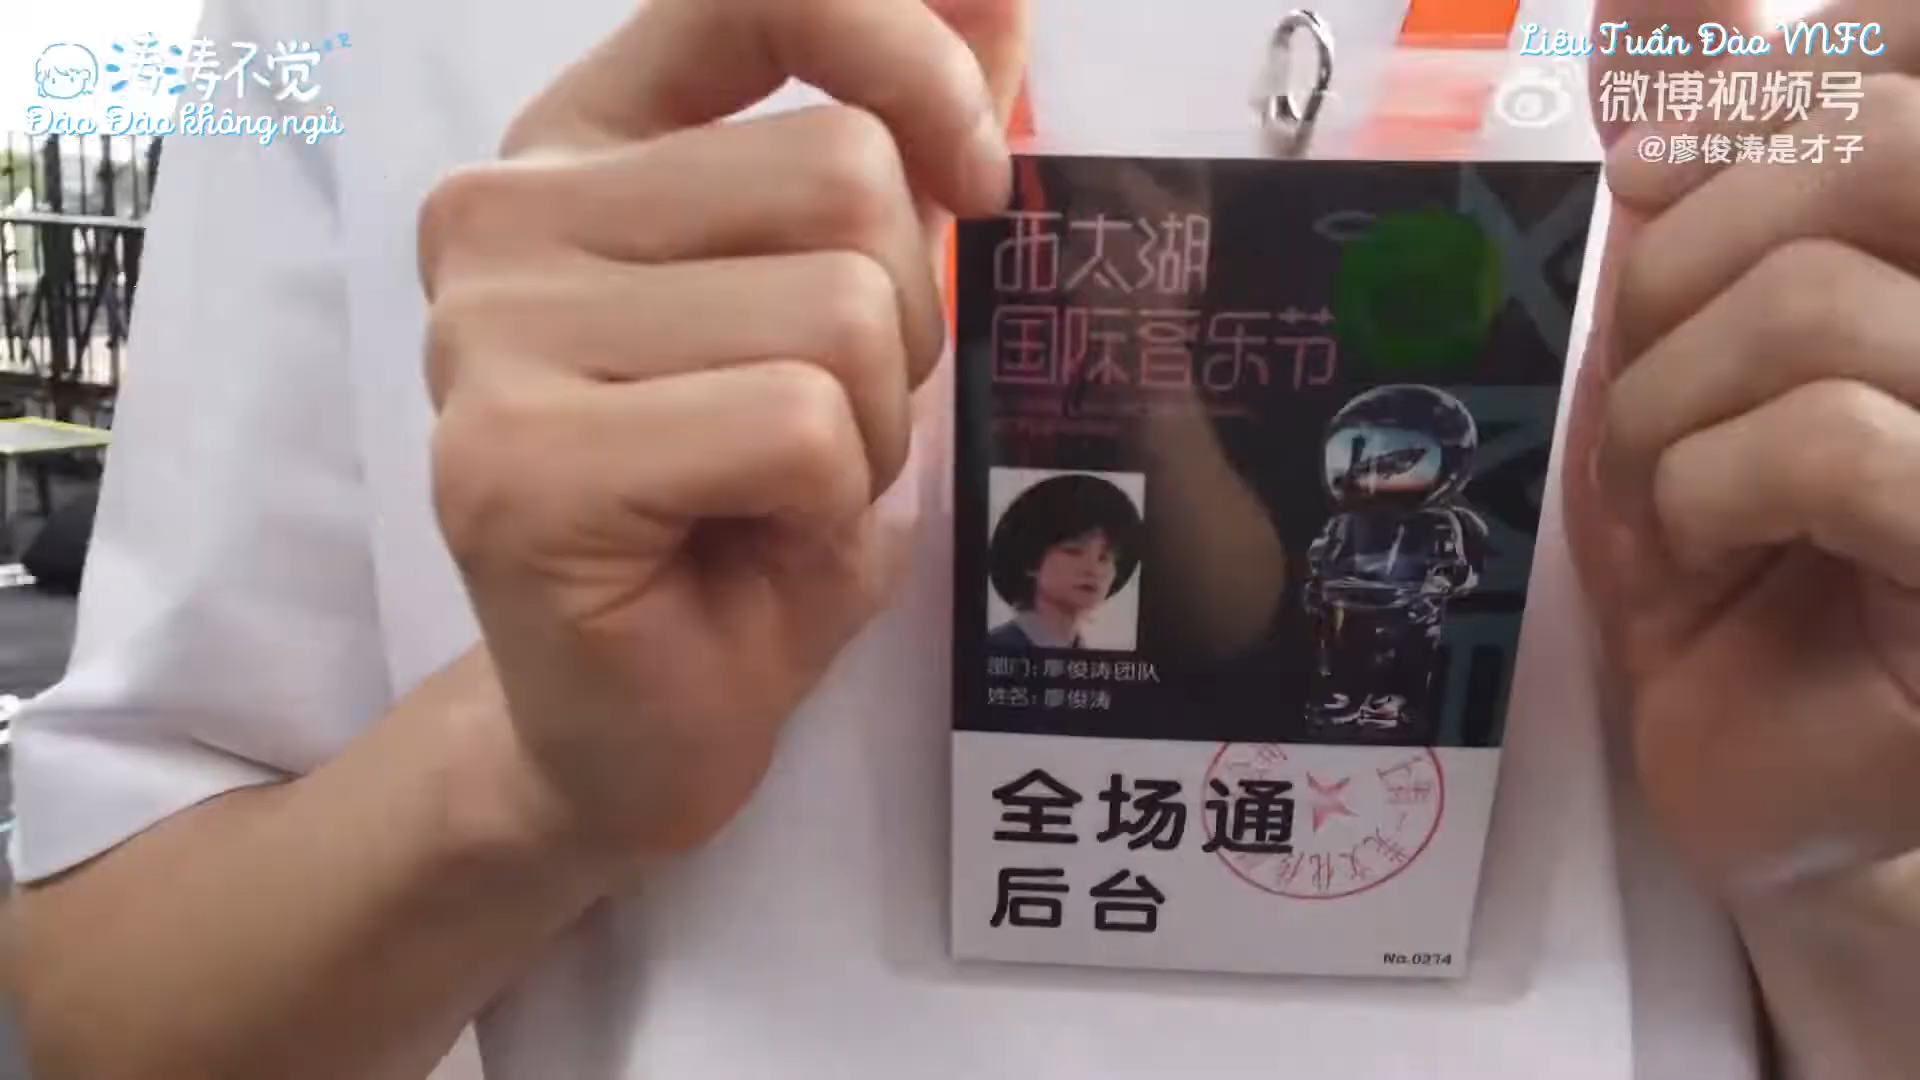 涛涛不觉
Đào Đào không ngủ
Liêu Tuấn Đào VNFC
微博视频号
@廖俊涛是才子
西太湖
国际音乐节
部门: 廖俊涛团队
姓名: 廖俊涛
全场通
后台
No.0274